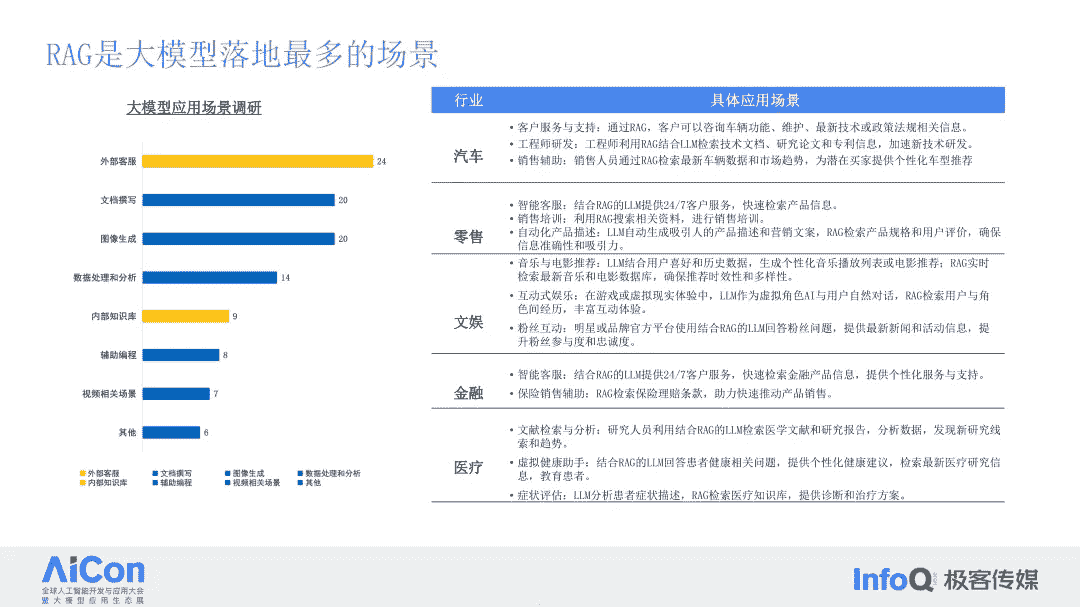 RAG是大模型落地最多的场景
大模型应用场景调研
外部客服 24
文档撰写 20
图像生成 20
数据处理和分析 14
内部知识库 9
辅助编程 8
视频相关场景 7
其他 6
外部客服 文档撰写 图像生成 数据处理和分析
内部知识库 辅助编程 视频相关场景 其他
行业 具体应用场景
汽车
• 客户服务与支持：通过RAG，客户可以咨询车辆功能、维护、最新技术或政策法规相关信息。
• 工程师研发：工程师利用RAG结合LLM检索技术文档、研究论文和专利信息，加速新技术研发。
• 销售辅助：销售人员通过RAG检索最新车辆数据和市场趋势，为潜在买家提供个性化车型推荐
零售
• 智能客服：结合RAG的LLM提供24/7客户服务，快速检索产品信息。
• 销售培训：利用RAG搜索相关资料，进行销售培训。
• 自动化产品描述：LLM自动生成吸引人的产品描述和营销文案，RAG检索产品规格和用户评价，确保
信息准确性和吸引力。
文娱
• 音乐与电影推荐：LLM结合用户喜好和历史数据，生成个性化音乐播放列表或电影推荐；RAG实时
检索最新音乐和电影数据库，确保推荐时效性和多样性。
• 互动式娱乐：在游戏或虚拟现实体验中，LLM作为虚拟角色AI与用户自然对话，RAG检索用户与角
色间经历，丰富互动体验。
• 粉丝互动：明星或品牌官方平台使用结合RAG的LLM回答粉丝问题，提供最新新闻和活动信息，提
升粉丝参与度和忠诚度。
金融
• 智能客服：结合RAG的LLM提供24/7客户服务，快速检索金融产品信息，提供个性化服务与支持。
• 保险销售辅助：RAG检索保险理赔条款，助力快速推动产品销售。
医疗
• 文献检索与分析：研究人员利用结合RAG的LLM检索医学文献和研究报告，分析数据，发现新研究线
索和趋势。
• 虚拟健康助手：结合RAG的LLM回答患者健康相关问题，提供个性化健康建议，检索最新医疗研究信
息，教育患者。
• 症状评估：LLM分析患者症状描述，RAG检索医疗知识库，提供诊断和治疗方案。
AiCon
全球人工智能开发与应用大会
暨大模型应用生态展
InfoQ 极客传媒